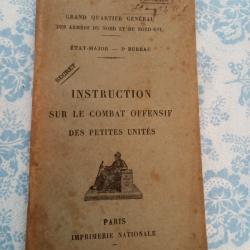 GRAND QUARTIER GÉNÉRAL
DES ARMÉES DU NORD ET DU NORD-EST.
ÉTAT-MAJOR — 3e BUREAU
SECRET
INSTRUCTION
SUR LE COMBAT OFFENSIF
DES PETITES UNITÉS
PARIS
IMPRIMERIE NATIONALE